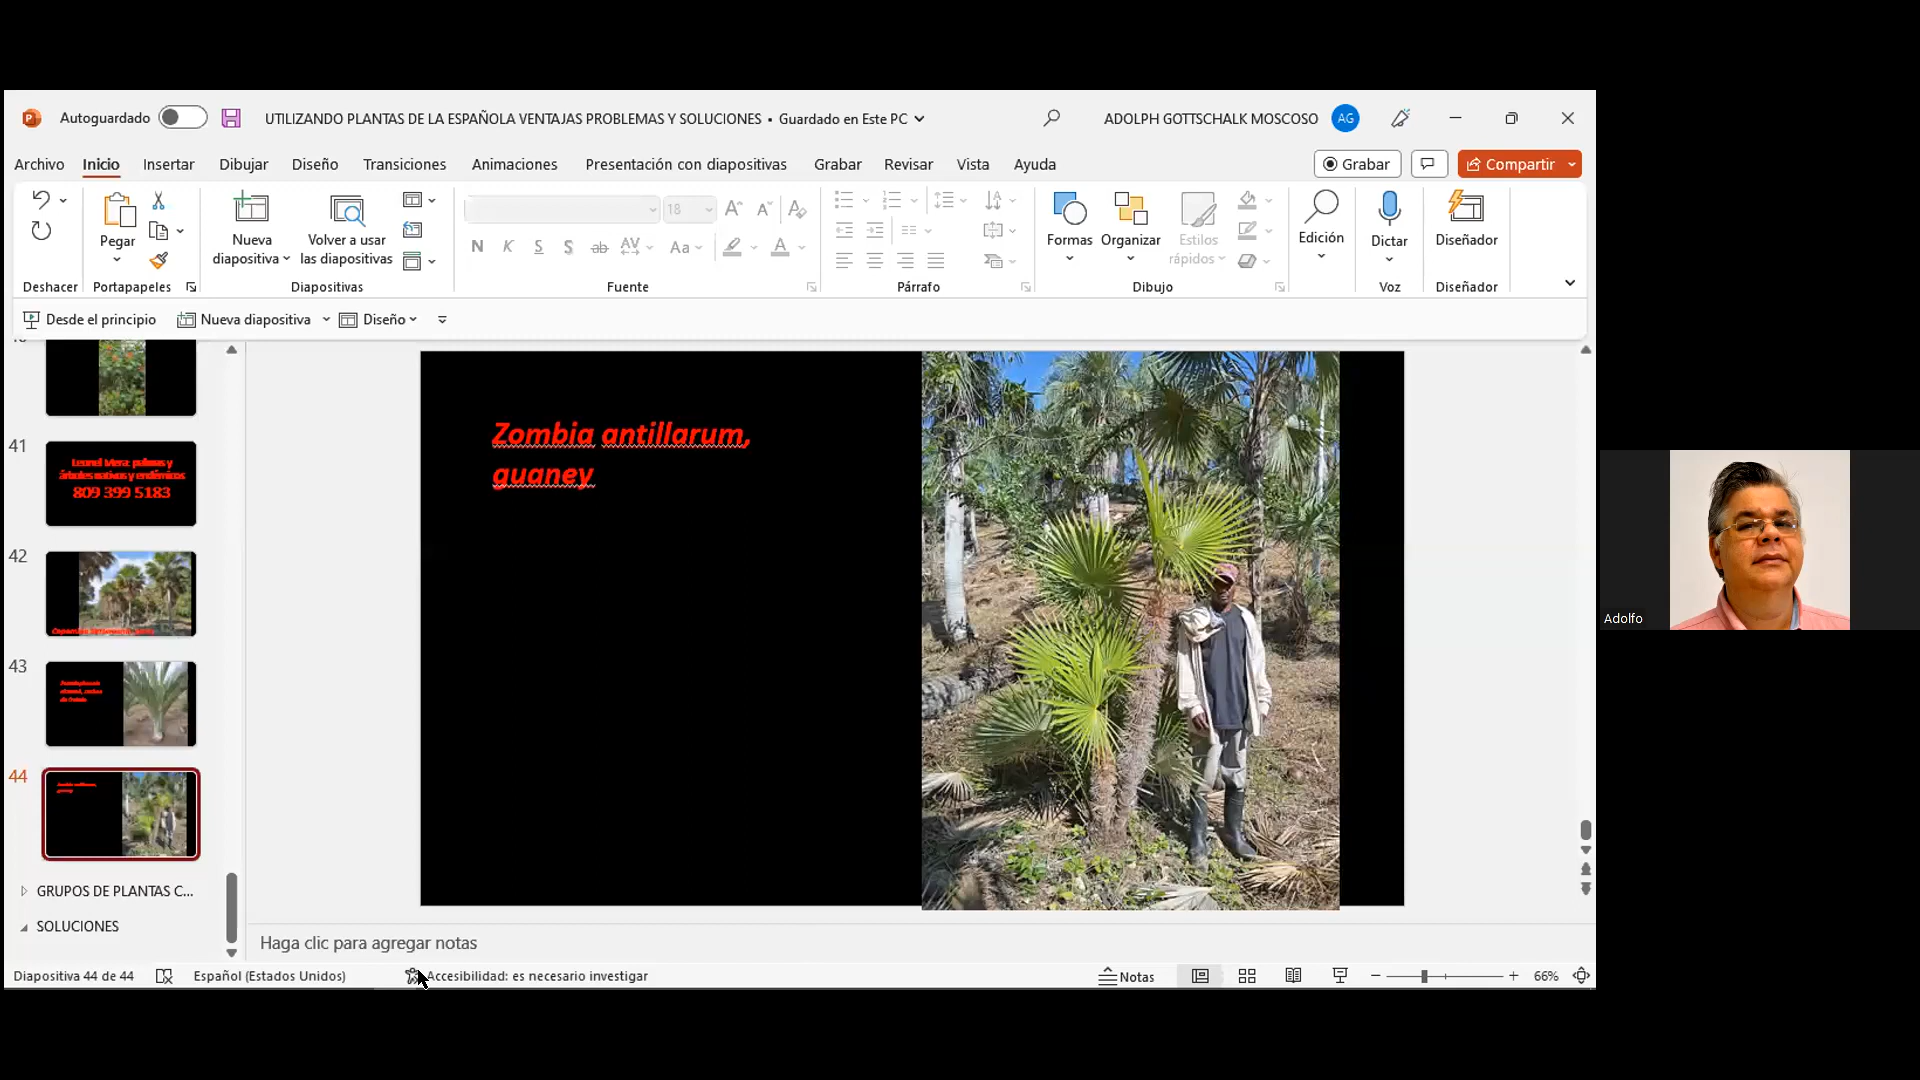 Autoguardado
UTILIZANDO PLANTAS DE LA ESPAÑOLA VENTAJAS PROBLEMAS Y SOLUCIONES • Guardado en Este PC
ADOLPH GOTTSCHALK MOSCOSO
AG
Archivo Inicio Insertar Dibujar Diseño Transiciones Animaciones Presentación con diapositivas Grabar Revisar Vista Ayuda
Grabar
Compartir
Pegar
Nueva
diapositiva
Volver a usar
las diapositivas
18
N K S S ab AV Aa A
Formas
Organizar
Estilos
rápidos
Edición
Dictar
Diseñador
Deshacer Portapapeles Diapositivas Fuente Párrafo Dibujo Voz Diseñador
Desde el principio Nueva diapositiva Diseño
41
Leonel Mera: palmas y
árboles nativos y endémicos
809 399 5183
42
43
44
Zombia antillarum,
guaney
GRUPOS DE PLANTAS C...
SOLUCIONES
Haga clic para agregar notas
Diapositiva 44 de 44 Español (Estados Unidos) Accesibilidad: es necesario investigar Notas 66%
Adolfo